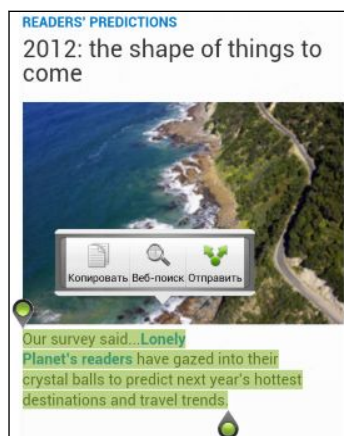 READERS' PREDICTIONS
2012: the shape of things to
come
Копировать Веб-поиск Отправить
Our survey said...Lonely
Planet's readers have gazed into their
crystal balls to predict next year's hottest
destinations and travel trends.